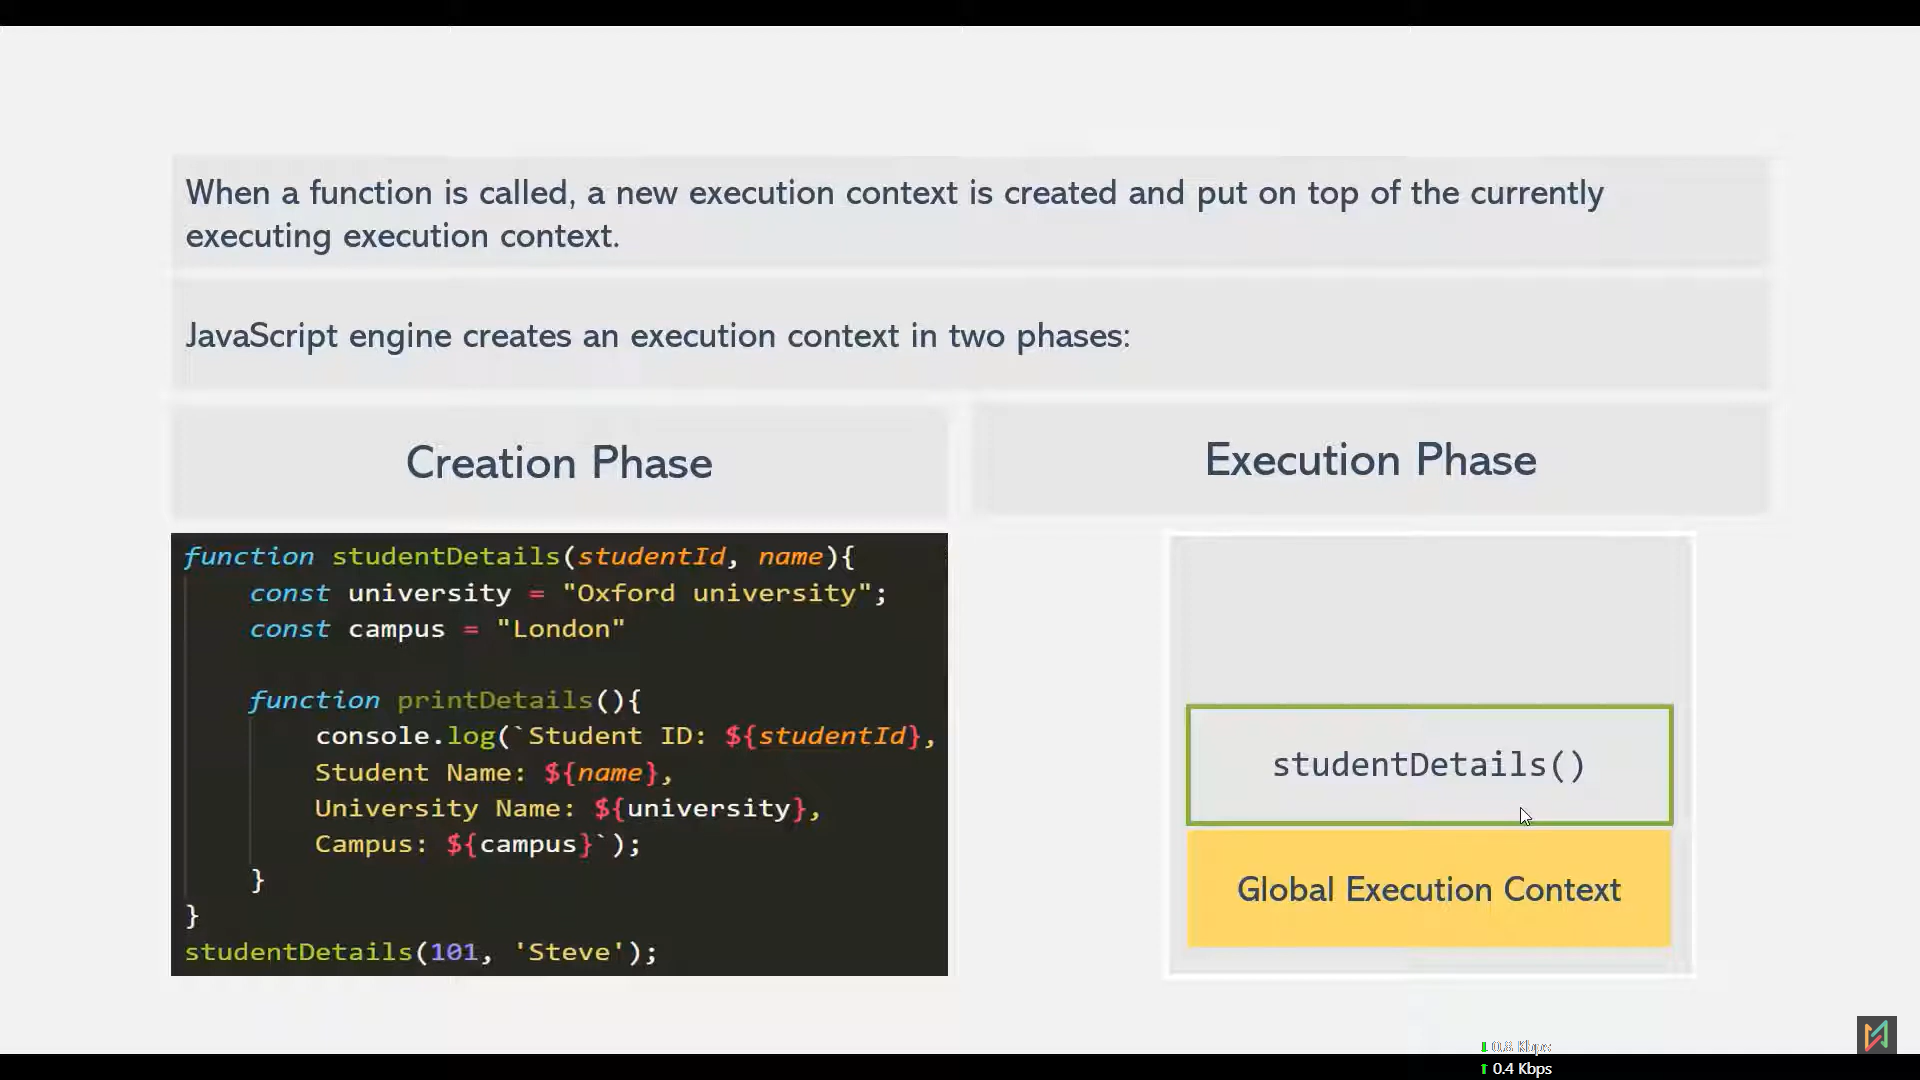 When a function is called, a new execution context is created and put on top of the currently
executing execution context.
JavaScript engine creates an execution context in two phases:
Creation Phase
Execution Phase
function studentDetails(studentId, name){
    const university = "Oxford university";
    const campus = "London"
    function printDetails(){
        console.log(`Student ID: ${studentId},
        Student Name: ${name},
        University Name: ${university},
        Campus: ${campus}`);
    }
}
studentDetails(101, 'Steve');
studentDetails()
Global Execution Context
↓ 0.8 Kbps
↑ 0.4 Kbps